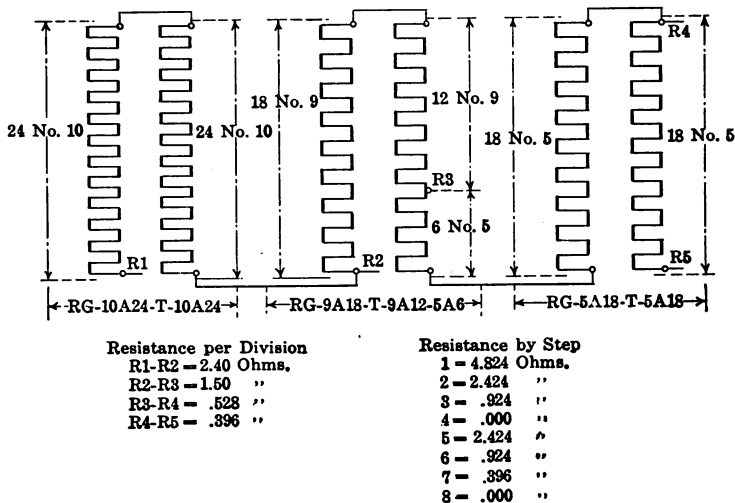 R4
18 No. 9
12 No. 9
24 No. 10
24 No. 10
18 No. 5
18 No. 5
R3
6 No. 5
R1
R2
R5
RG-10A24-T-10A24
RG-9A18-T-9A12-5A6
RG-5A18-T-5A18
Resistance per Division
R1-R2 = 2.40 Ohms.
R2-R3 = 1.50 "
R3-R4 = .528 "
R4-R5 = .396 "
Resistance by Step
1 = 4.824 Ohms.
2 = 2.424 "
3 = .924 "
4 = .000 "
5 = 2.424 "
6 = .924 "
7 = .396 "
8 = .000 "